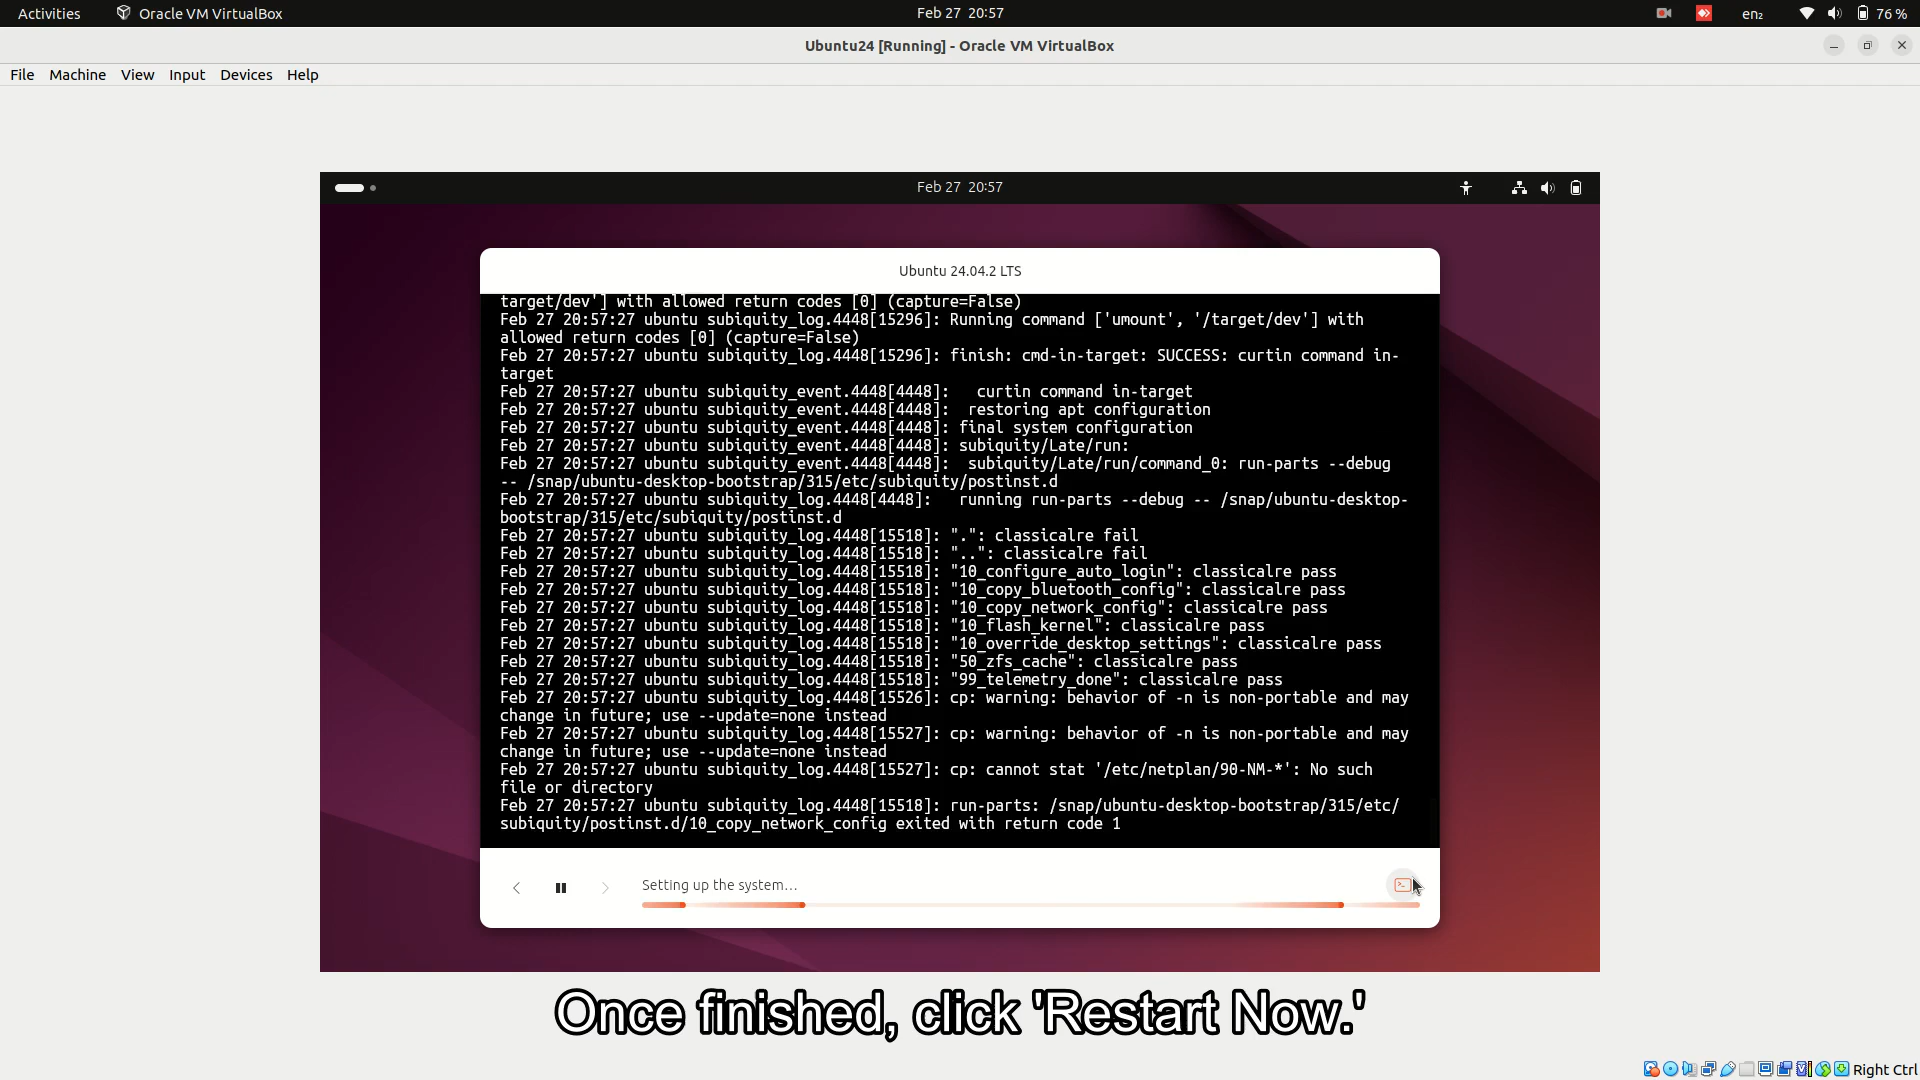 Activities Oracle VM VirtualBox Feb 27 20:57 en₂ 76 %
Ubuntu24 [Running] - Oracle VM VirtualBox
File Machine View Input Devices Help
Feb 27 20:57
Ubuntu 24.04.2 LTS
target/dev'] with allowed return codes [0] (capture=False)
Feb 27 20:57:27 ubuntu subiquity_log.4448[15296]: Running command ['umount', '/target/dev'] with
allowed return codes [0] (capture=False)
Feb 27 20:57:27 ubuntu subiquity_log.4448[15296]: finish: cmd-in-target: SUCCESS: curtin command in-
target
Feb 27 20:57:27 ubuntu subiquity_event.4448[4448]:   curtin command in-target
Feb 27 20:57:27 ubuntu subiquity_event.4448[4448]:  restoring apt configuration
Feb 27 20:57:27 ubuntu subiquity_event.4448[4448]: final system configuration
Feb 27 20:57:27 ubuntu subiquity_event.4448[4448]: subiquity/Late/run:
Feb 27 20:57:27 ubuntu subiquity_event.4448[4448]:  subiquity/Late/run/command_0: run-parts --debug
-- /snap/ubuntu-desktop-bootstrap/315/etc/subiquity/postinst.d
Feb 27 20:57:27 ubuntu subiquity_log.4448[4448]:   running run-parts --debug -- /snap/ubuntu-desktop-
bootstrap/315/etc/subiquity/postinst.d
Feb 27 20:57:27 ubuntu subiquity_log.4448[15518]: ".": classicalre fail
Feb 27 20:57:27 ubuntu subiquity_log.4448[15518]: "..": classicalre fail
Feb 27 20:57:27 ubuntu subiquity_log.4448[15518]: "10_configure_auto_login": classicalre pass
Feb 27 20:57:27 ubuntu subiquity_log.4448[15518]: "10_copy_bluetooth_config": classicalre pass
Feb 27 20:57:27 ubuntu subiquity_log.4448[15518]: "10_copy_network_config": classicalre pass
Feb 27 20:57:27 ubuntu subiquity_log.4448[15518]: "10_flash_kernel": classicalre pass
Feb 27 20:57:27 ubuntu subiquity_log.4448[15518]: "10_override_desktop_settings": classicalre pass
Feb 27 20:57:27 ubuntu subiquity_log.4448[15518]: "50_zfs_cache": classicalre pass
Feb 27 20:57:27 ubuntu subiquity_log.4448[15518]: "99_telemetry_done": classicalre pass
Feb 27 20:57:27 ubuntu subiquity_log.4448[15526]: cp: warning: behavior of -n is non-portable and may
change in future; use --update=none instead
Feb 27 20:57:27 ubuntu subiquity_log.4448[15527]: cp: warning: behavior of -n is non-portable and may
change in future; use --update=none instead
Feb 27 20:57:27 ubuntu subiquity_log.4448[15527]: cp: cannot stat '/etc/netplan/90-NM-*': No such
file or directory
Feb 27 20:57:27 ubuntu subiquity_log.4448[15518]: run-parts: /snap/ubuntu-desktop-bootstrap/315/etc/
subiquity/postinst.d/10_copy_network_config exited with return code 1
Setting up the system...
Once finished, click 'Restart Now.'
Right Ctrl